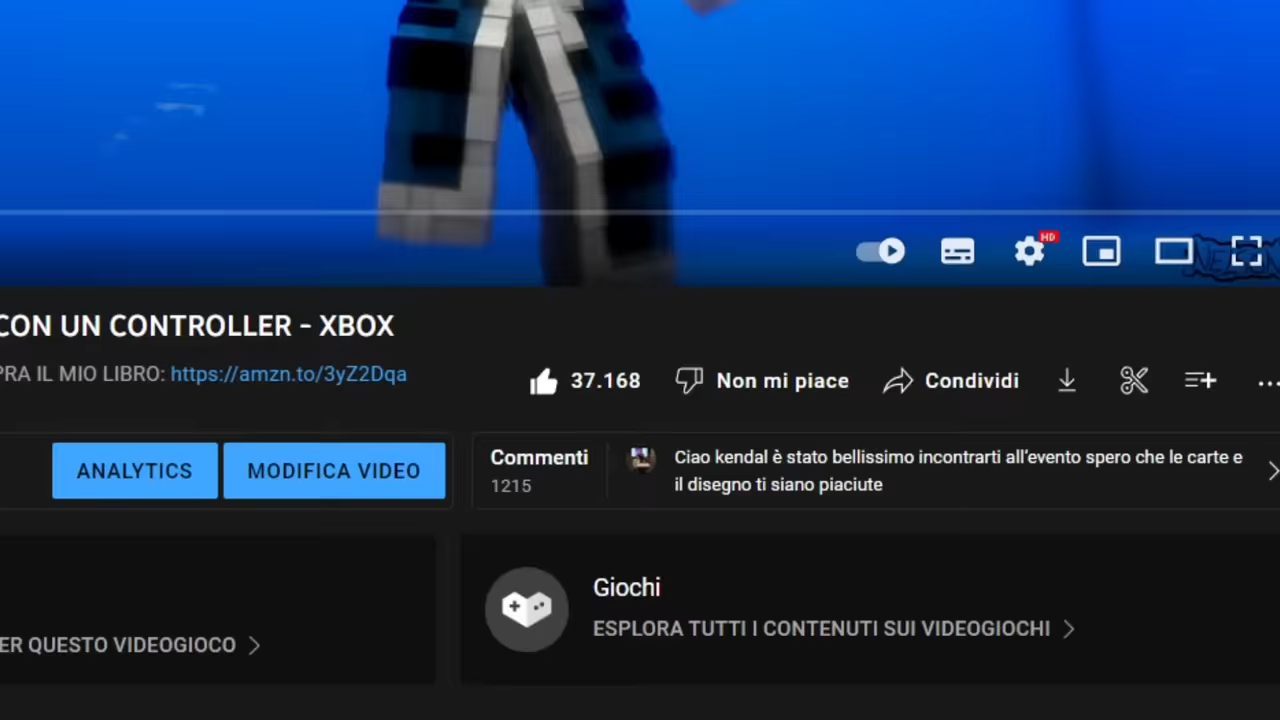 HD
CON UN CONTROLLER - XBOX
PRA IL MIO LIBRO: https://amzn.to/3yZ2Dqa
37.168
Non mi piace
Condividi
ANALYTICS
MODIFICA VIDEO
Commenti
1215
Ciao kendal è stato bellissimo incontrarti all'evento spero che le carte e
il disegno ti siano piaciute
Giochi
ESPLORA TUTTI I CONTENUTI SUI VIDEOGIOCHI
ER QUESTO VIDEOGIOCO